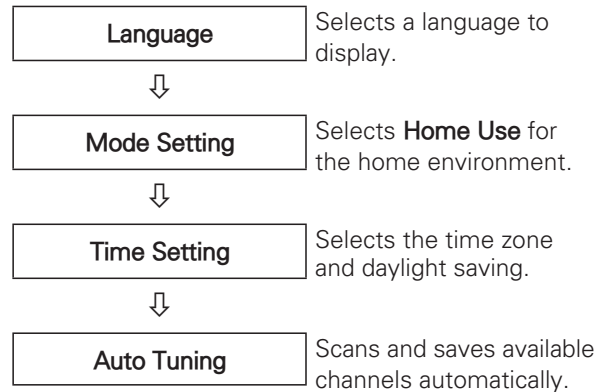 Language
Selects a language to
display.
⇩
Mode Setting
Selects Home Use for
the home environment.
⇩
Time Setting
Selects the time zone
and daylight saving.
⇩
Auto Tuning
Scans and saves available
channels automatically.